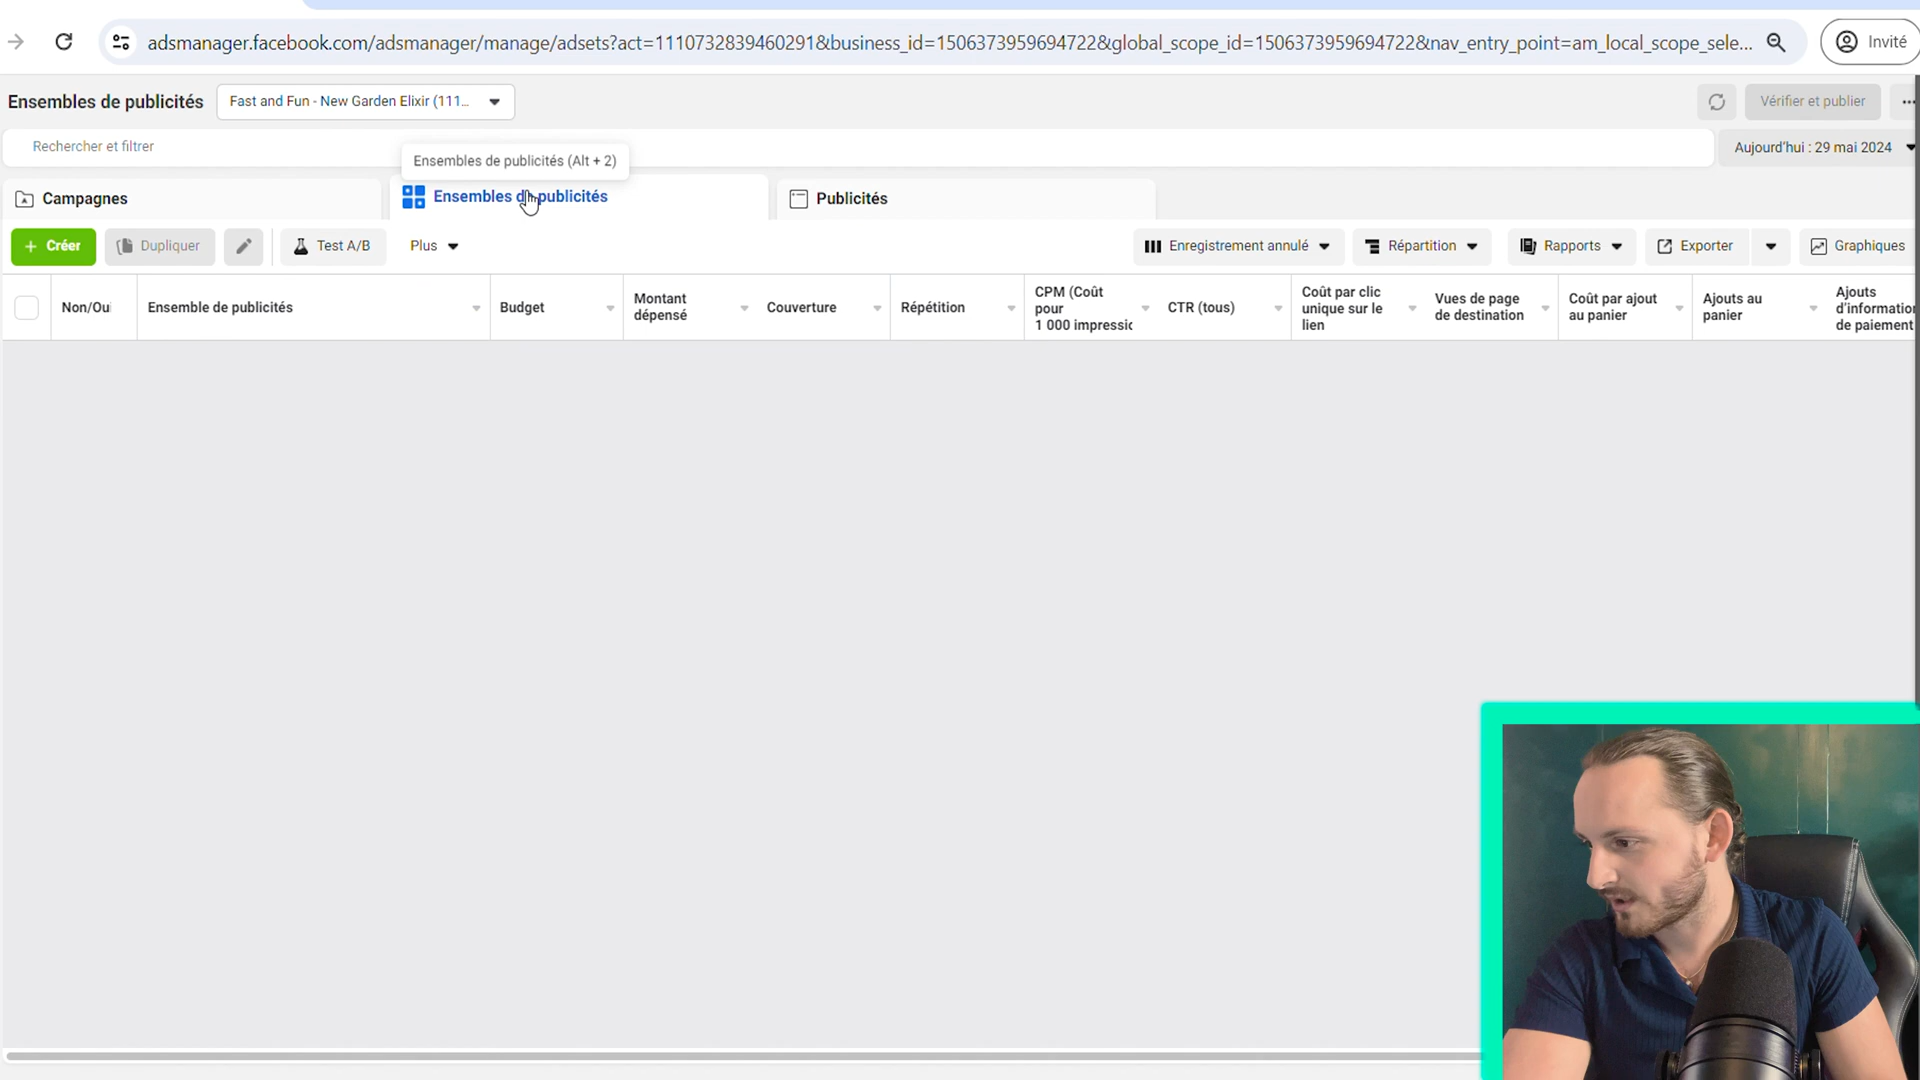 adsmanager.facebook.com/adsmanager/manage/adsets?act=1110732839460291&business_id=1506373959694722&global_scope_id=1506373959694722&nav_entry_point=am_local_scope_sele...
Invité
Ensembles de publicités
Fast and Fun - New Garden Elixir (111...
Vérifier et publier
Rechercher et filtrer
Ensembles de publicités (Alt + 2)
Aujourd'hui : 29 mai 2024
Campagnes
Ensembles de publicités
Publicités
+ Créer
Dupliquer
Test A/B
Plus
Enregistrement annulé
Répartition
Rapports
Exporter
Graphiques
Non/Oui
Ensemble de publicités
Budget
Montant
dépensé
Couverture
Répétition
CPM (Coût
pour
1 000 impressic
CTR (tous)
Coût par clic
unique sur le
lien
Vues de page
de destination
Coût par ajout
au panier
Ajouts au
panier
Ajouts
d'information
de paiement